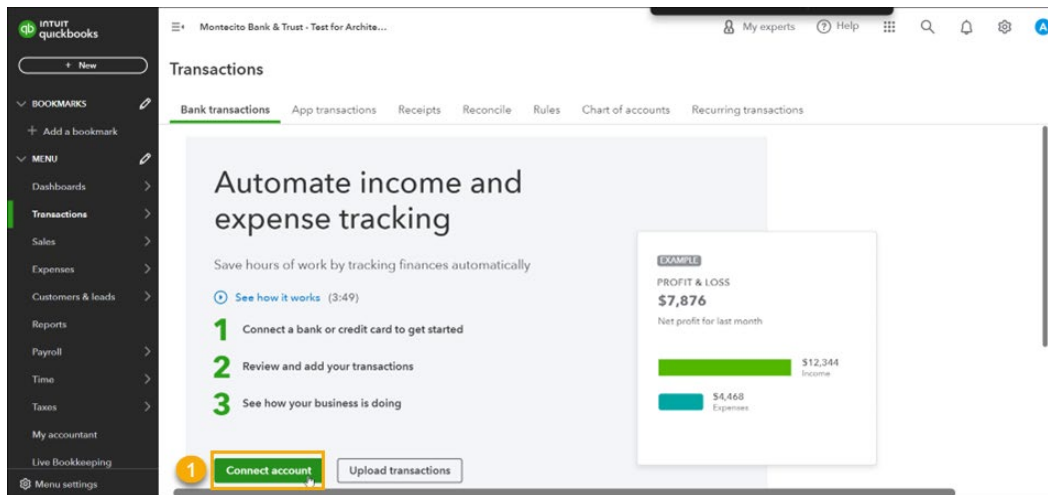 INTUIT
quickbooks
Montecito Bank & Trust - Test for Archite...
My experts
Help
A
+ New
Transactions
BOOKMARKS
Bank transactions App transactions Receipts Reconcile Rules Chart of accounts Recurring transactions
+ Add a bookmark
MENU
Dashboards
Transactions
Sales
Expenses
Customers & leads
Reports
Payroll
Time
Taxes
My accountant
Live Bookkeeping
Menu settings
Automate income and
expense tracking
Save hours of work by tracking finances automatically
See how it works (3:49)
1 Connect a bank or credit card to get started
2 Review and add your transactions
3 See how your business is doing
1
Connect account
Upload transactions
EXAMPLE
PROFIT & LOSS
$7,876
Net profit for last month
$12,344
Income
$4,468
Expenses